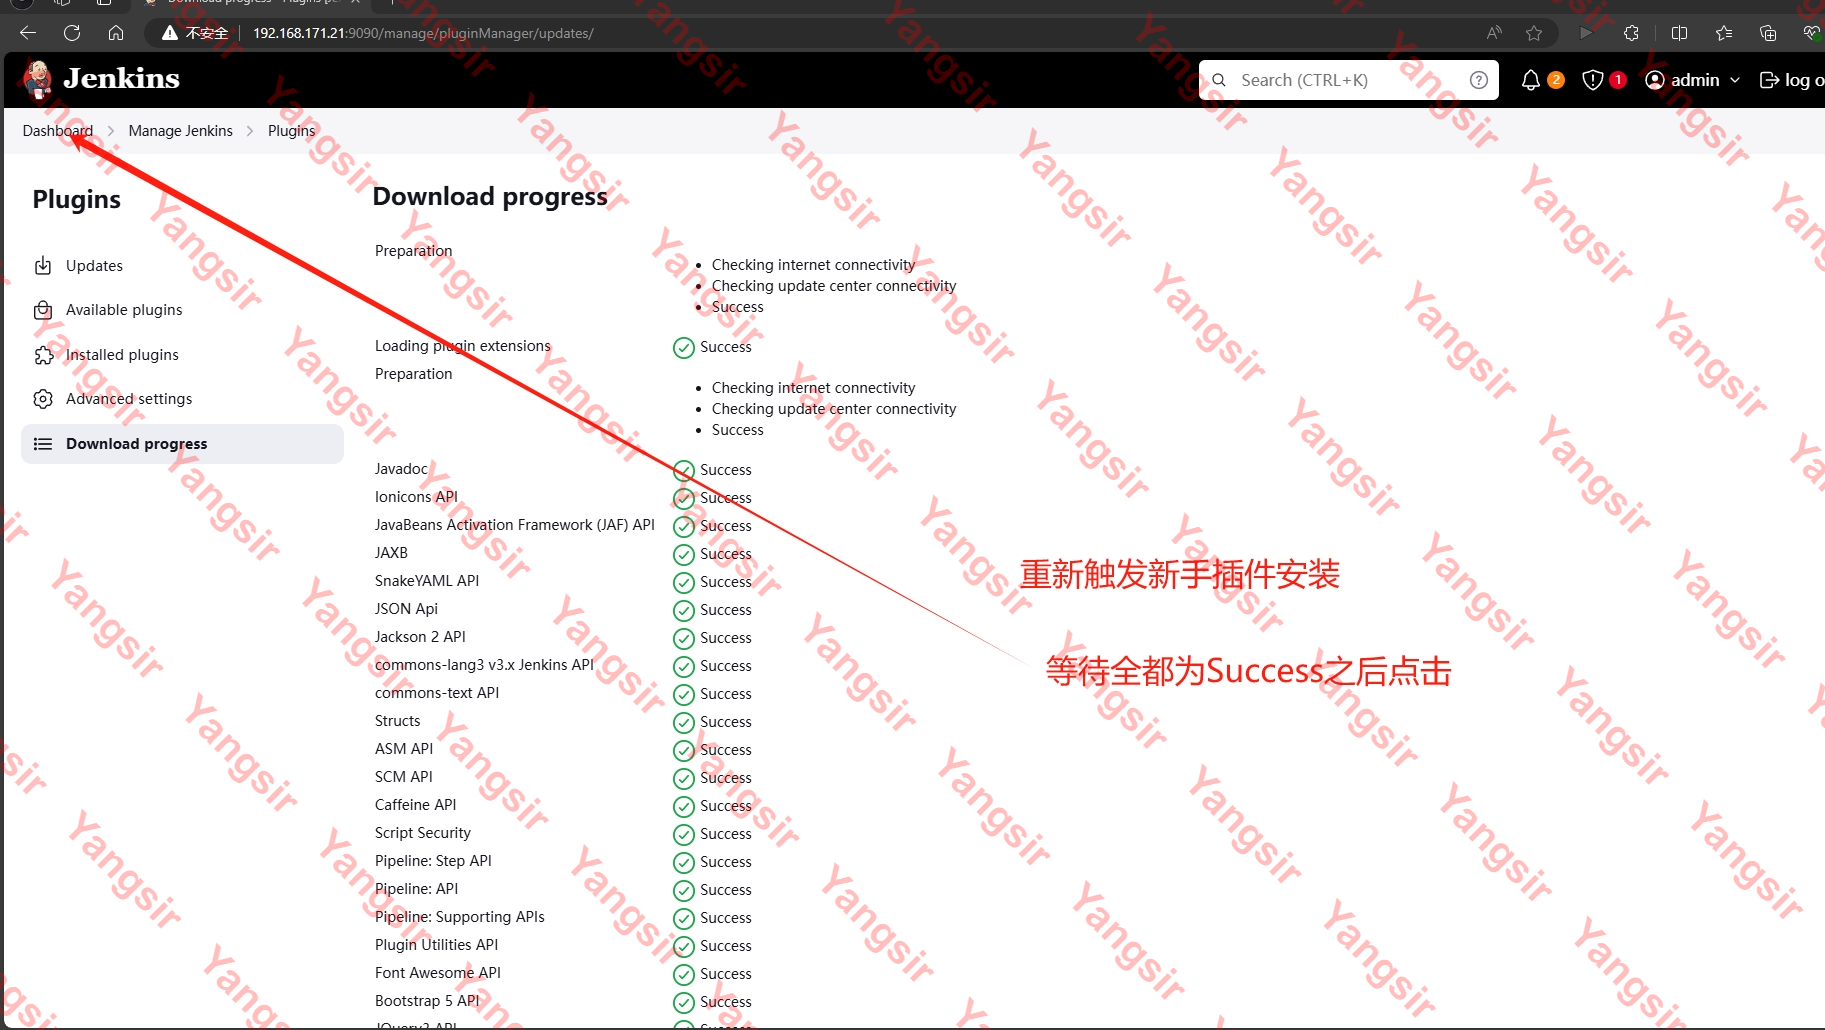 Download progress - Plugins
不安全
192.168.171.21:9090/manage/pluginManager/updates/
Jenkins
Search (CTRL+K)
2
1
admin
log o
Dashboard
Manage Jenkins
Plugins
Plugins
Updates
Available plugins
Installed plugins
Advanced settings
Download progress
Download progress
Preparation
Checking internet connectivity
Checking update center connectivity
Success
Loading plugin extensions Success
Preparation
Checking internet connectivity
Checking update center connectivity
Success
Javadoc Success
Ionicons API Success
JavaBeans Activation Framework (JAF) API Success
JAXB Success
SnakeYAML API Success
JSON Api Success
Jackson 2 API Success
commons-lang3 v3.x Jenkins API Success
commons-text API Success
Structs Success
ASM API Success
SCM API Success
Caffeine API Success
Script Security Success
Pipeline: Step API Success
Pipeline: API Success
Pipeline: Supporting APIs Success
Plugin Utilities API Success
Font Awesome API Success
Bootstrap 5 API Success
JQuery3 API Success
重新触发新手插件安装
等待全都为Success之后点击
Yangsir